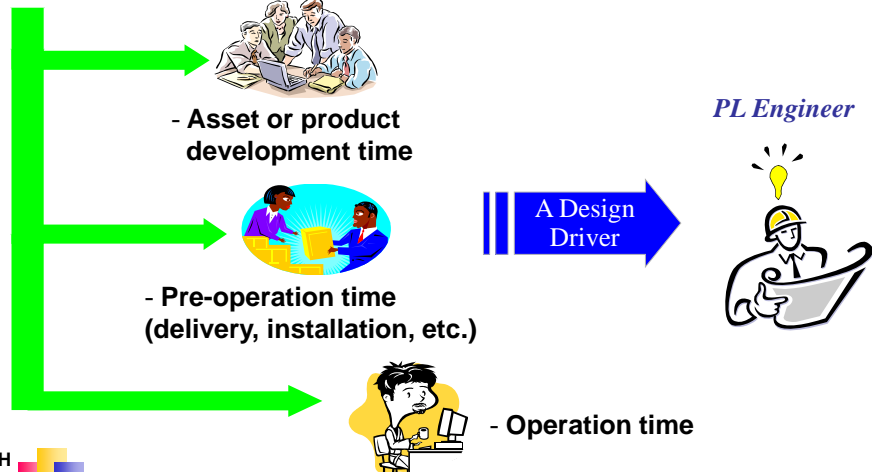 - Asset or product
development time
PL Engineer
A Design
Driver
- Pre-operation time
(delivery, installation, etc.)
- Operation time
H